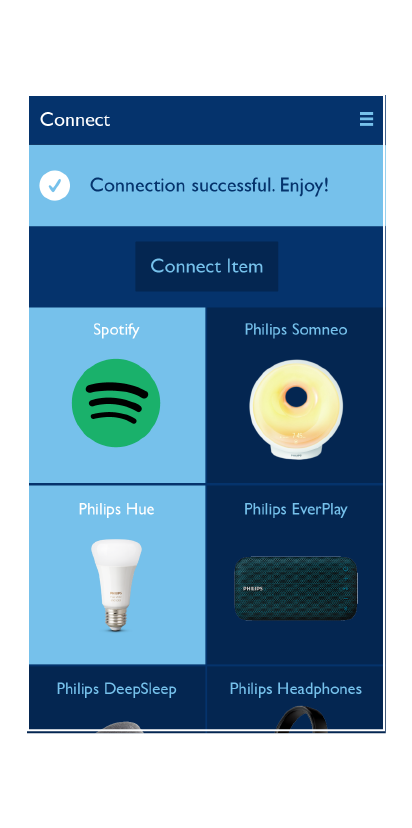 Connect
Connection successful. Enjoy!
Connect Item
Spotify
Philips Somneo
Philips Hue
Philips EverPlay
PHILIPS
Philips DeepSleep
Philips Headphones